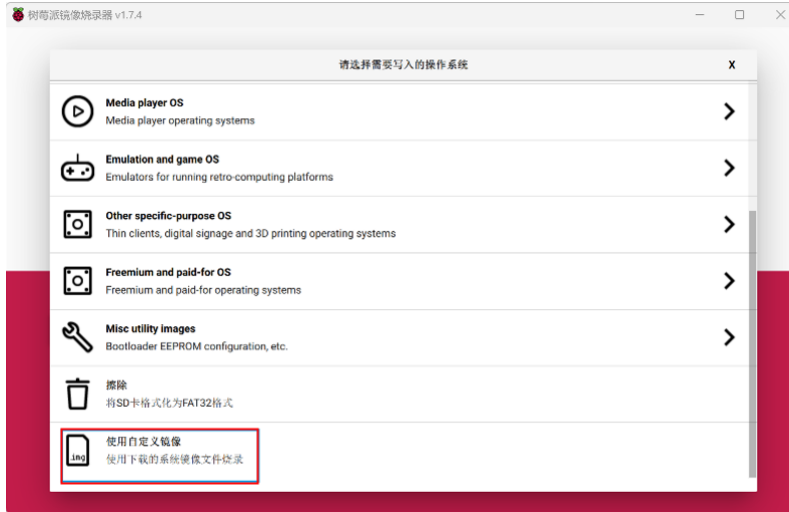 树莓派镜像烧录器 v1.7.4
请选择需要写入的操作系统
X
Media player OS
Media player operating systems
Emulation and game OS
Emulators for running retro-computing platforms
Other specific-purpose OS
Thin clients, digital signage and 3D printing operating systems
Freemium and paid-for OS
Freemium and paid-for operating systems
Misc utility images
Bootloader EEPROM configuration, etc.
擦除
将SD卡格式化为FAT32格式
使用自定义镜像
.img
使用下载的系统镜像文件烧录